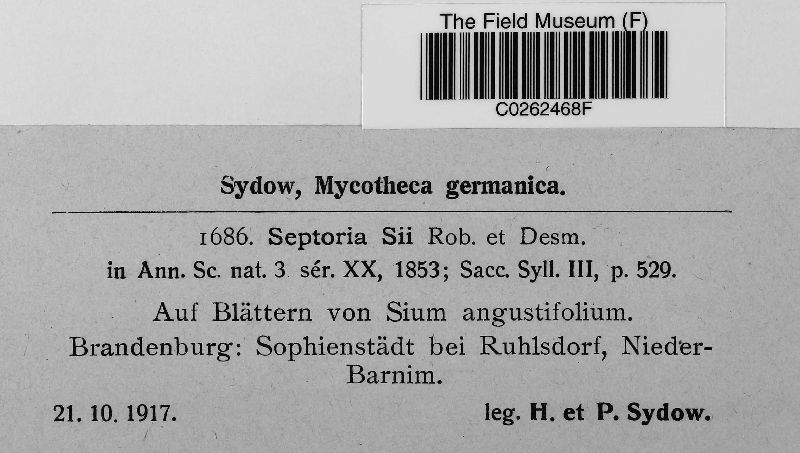 The Field Museum (F)
C0262468F
Sydow, Mycotheca germanica.
1686. Septoria Sii Rob. et Desm.
in Ann. Sc. nat. 3 sér. XX, 1853; Sacc. Syll. III, p. 529.
Auf Blättern von Sium angustifolium.
Brandenburg: Sophienstädt bei Ruhlsdorf, Nieder-
Barnim.
21. 10. 1917. leg. H. et P. Sydow.